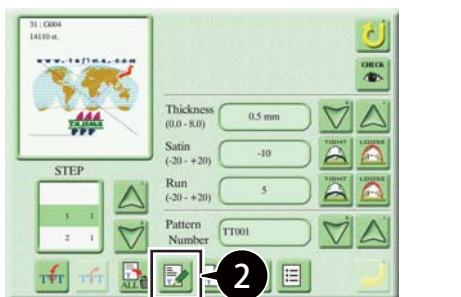 31 : G004
14110 st.
www.tajima.com
TAJIMA
CHECK
Thickness
(0.0 - 8.0)
0.5 mm
Satin
(-20 - +20)
-10
TIGHT
LOOSE
Run
(-20 - +20)
5
TIGHT
LOOSE
Pattern
Number
TT001
STEP
1 1
2 1
ALL
2